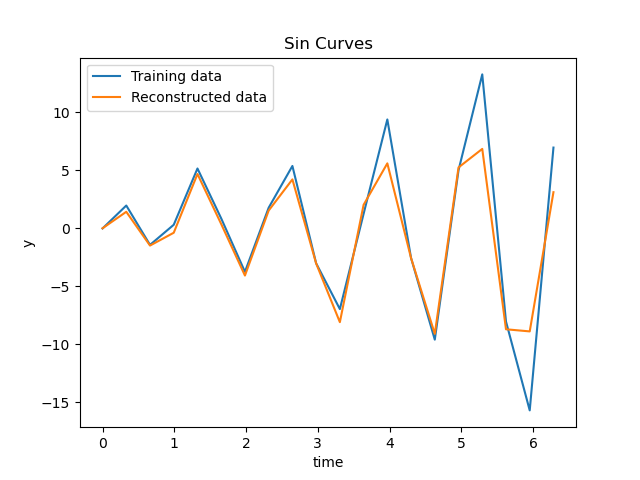 Sin Curves
Training data
Reconstructed data
10
5
0
−5
−10
−15
y
0 1 2 3 4 5 6
time